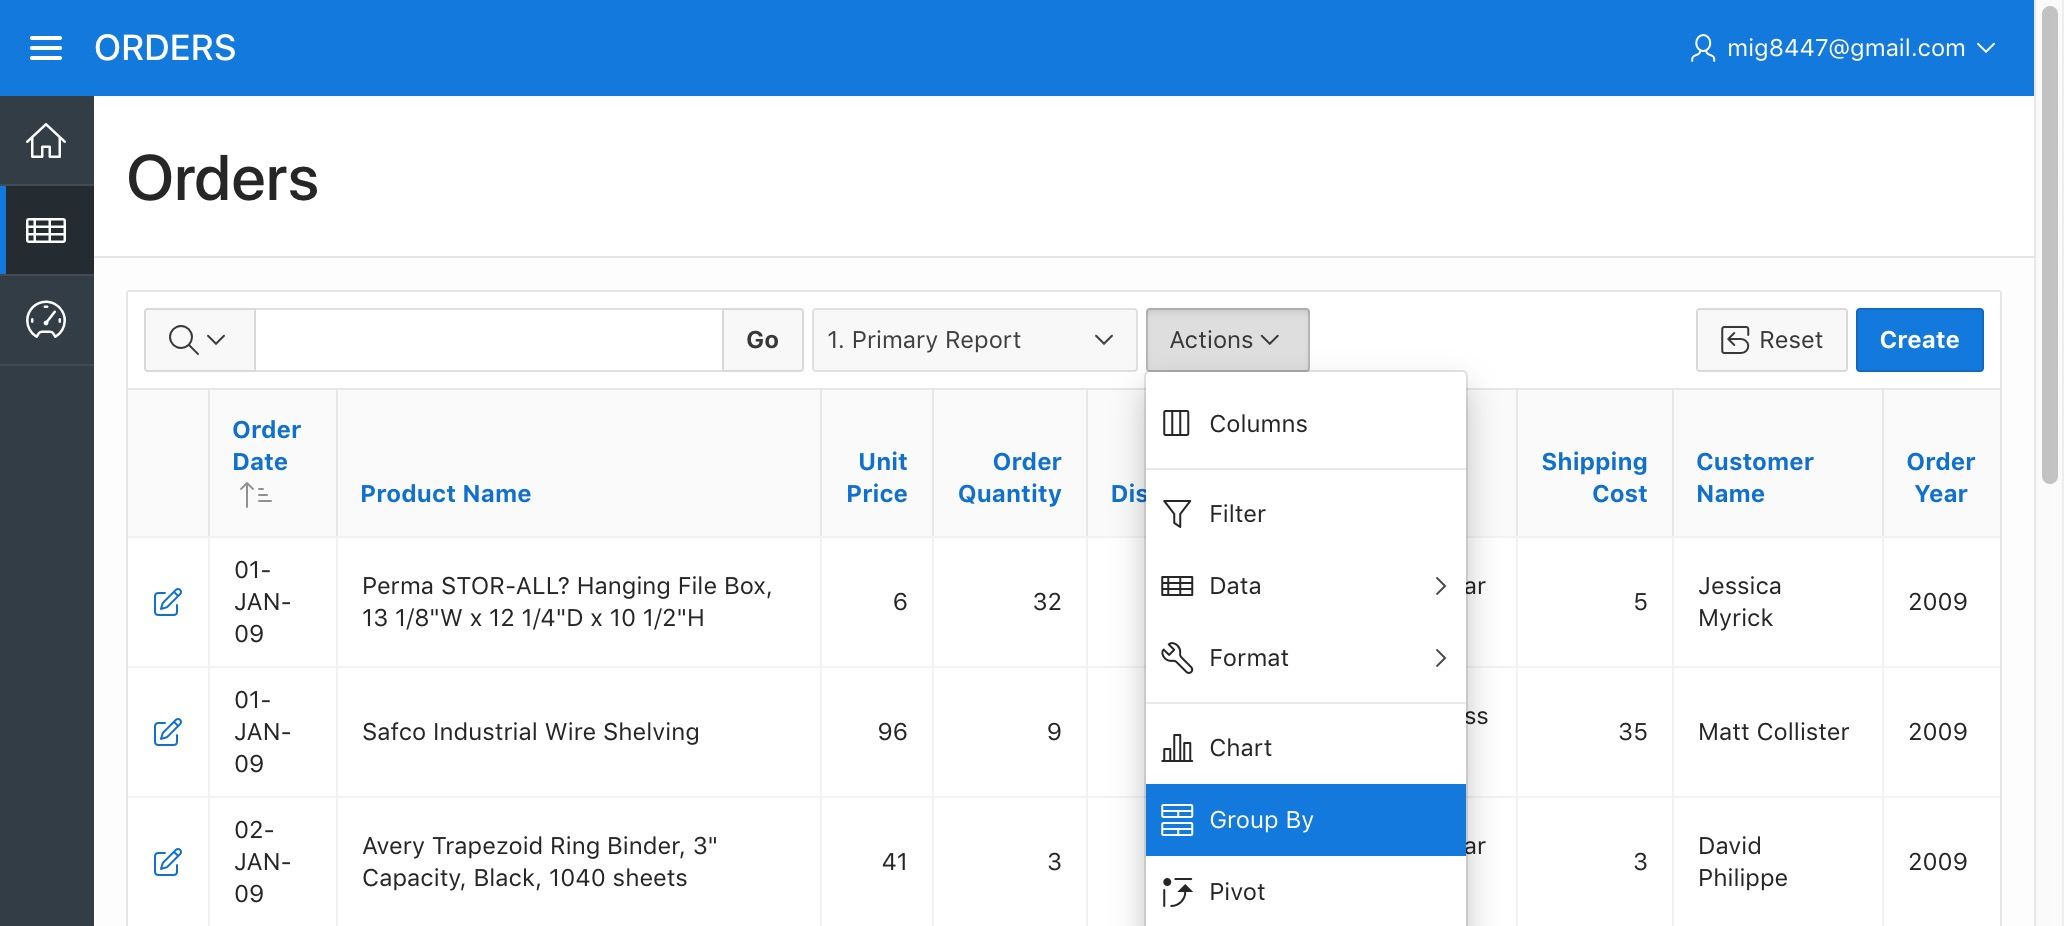 ORDERS
mig8447@gmail.com
Orders
Go
1. Primary Report
Actions
Reset
Create
Order
Date
Product Name
Unit
Price
Order
Quantity
Dis
Shipping
Cost
Customer
Name
Order
Year
Columns
Filter
Data
Format
Chart
Group By
Pivot
01-
JAN-
09
Perma STOR-ALL? Hanging File Box,
13 1/8"W x 12 1/4"D x 10 1/2"H
6
32
ar
5
Jessica
Myrick
2009
01-
JAN-
09
Safco Industrial Wire Shelving
96
9
ss
35
Matt Collister
2009
02-
JAN-
09
Avery Trapezoid Ring Binder, 3"
Capacity, Black, 1040 sheets
41
3
ar
3
David
Philippe
2009